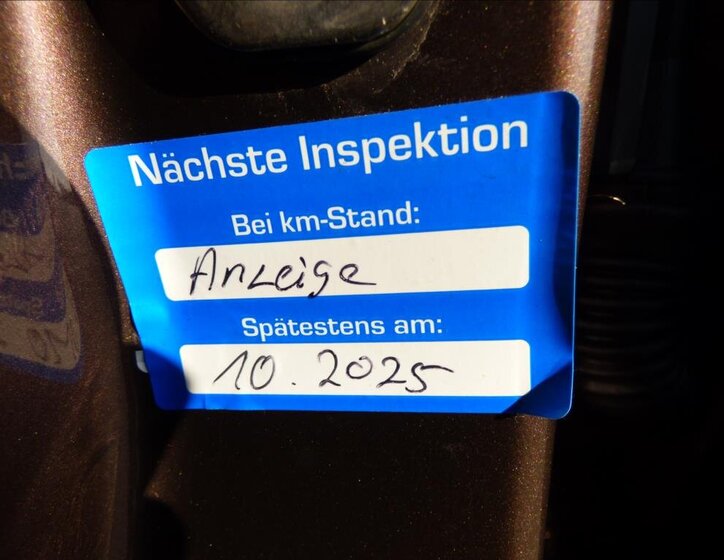 Nächste Inspektion
Bei km-Stand:
Anzeige
Spätestens am:
10.2025